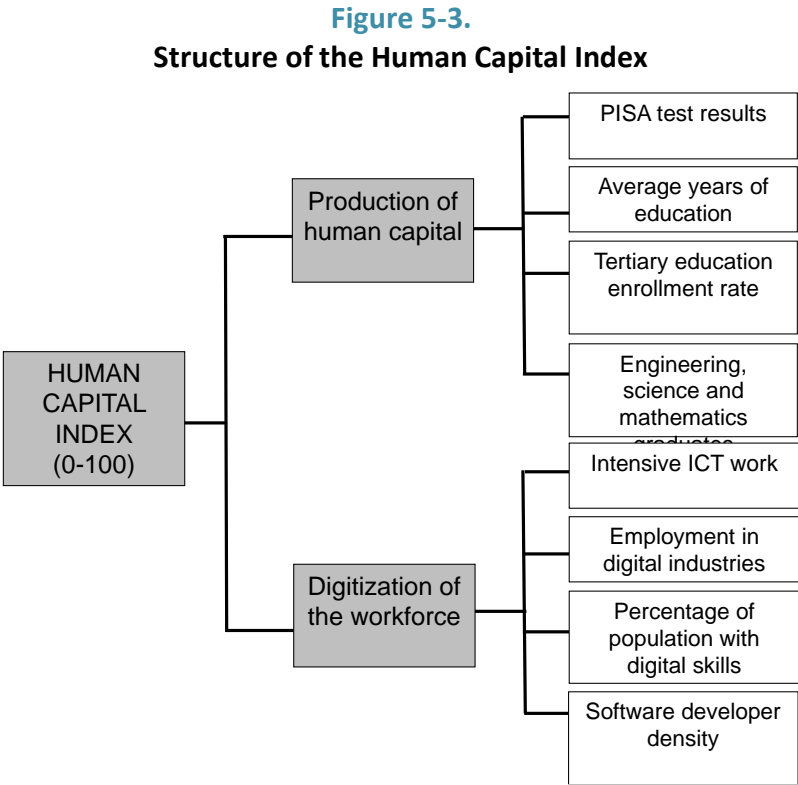 Figure 5-3.
Structure of the Human Capital Index
PISA test results
Average years of
education
Tertiary education
enrollment rate
Engineering,
science and
mathematics
graduates
Production of
human capital
HUMAN
CAPITAL
INDEX
(0-100)
Digitization of
the workforce
Intensive ICT work
Employment in
digital industries
Percentage of
population with
digital skills
Software developer
density